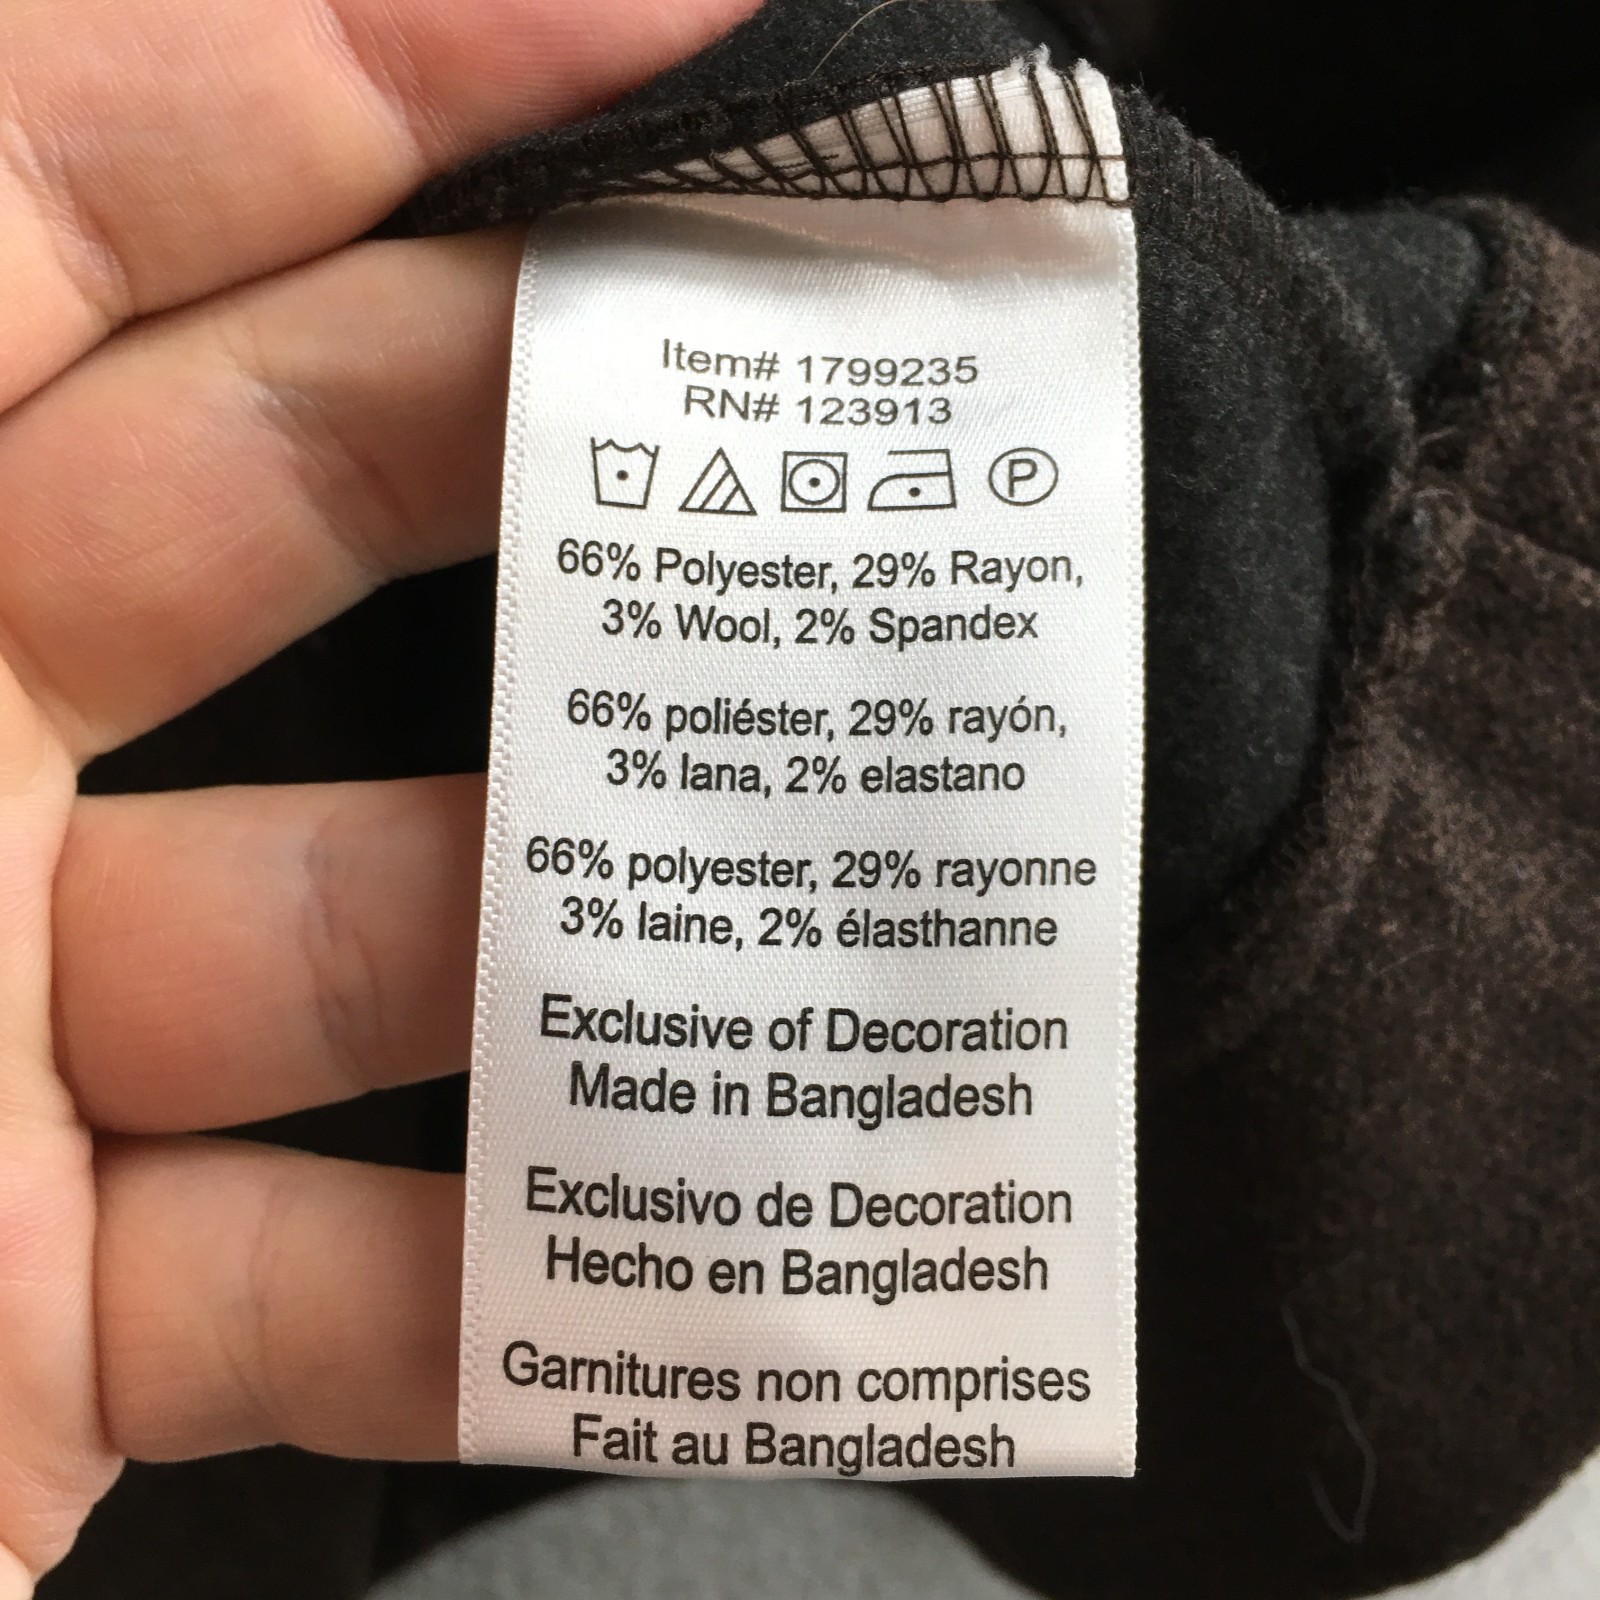 Item# 1799235
RN# 123913
P
66% Polyester, 29% Rayon,
3% Wool, 2% Spandex
66% poliéster, 29% rayón,
3% lana, 2% elastano
66% polyester, 29% rayonne
3% laine, 2% élasthanne
Exclusive of Decoration
Made in Bangladesh
Exclusivo de Decoration
Hecho en Bangladesh
Garnitures non comprises
Fait au Bangladesh